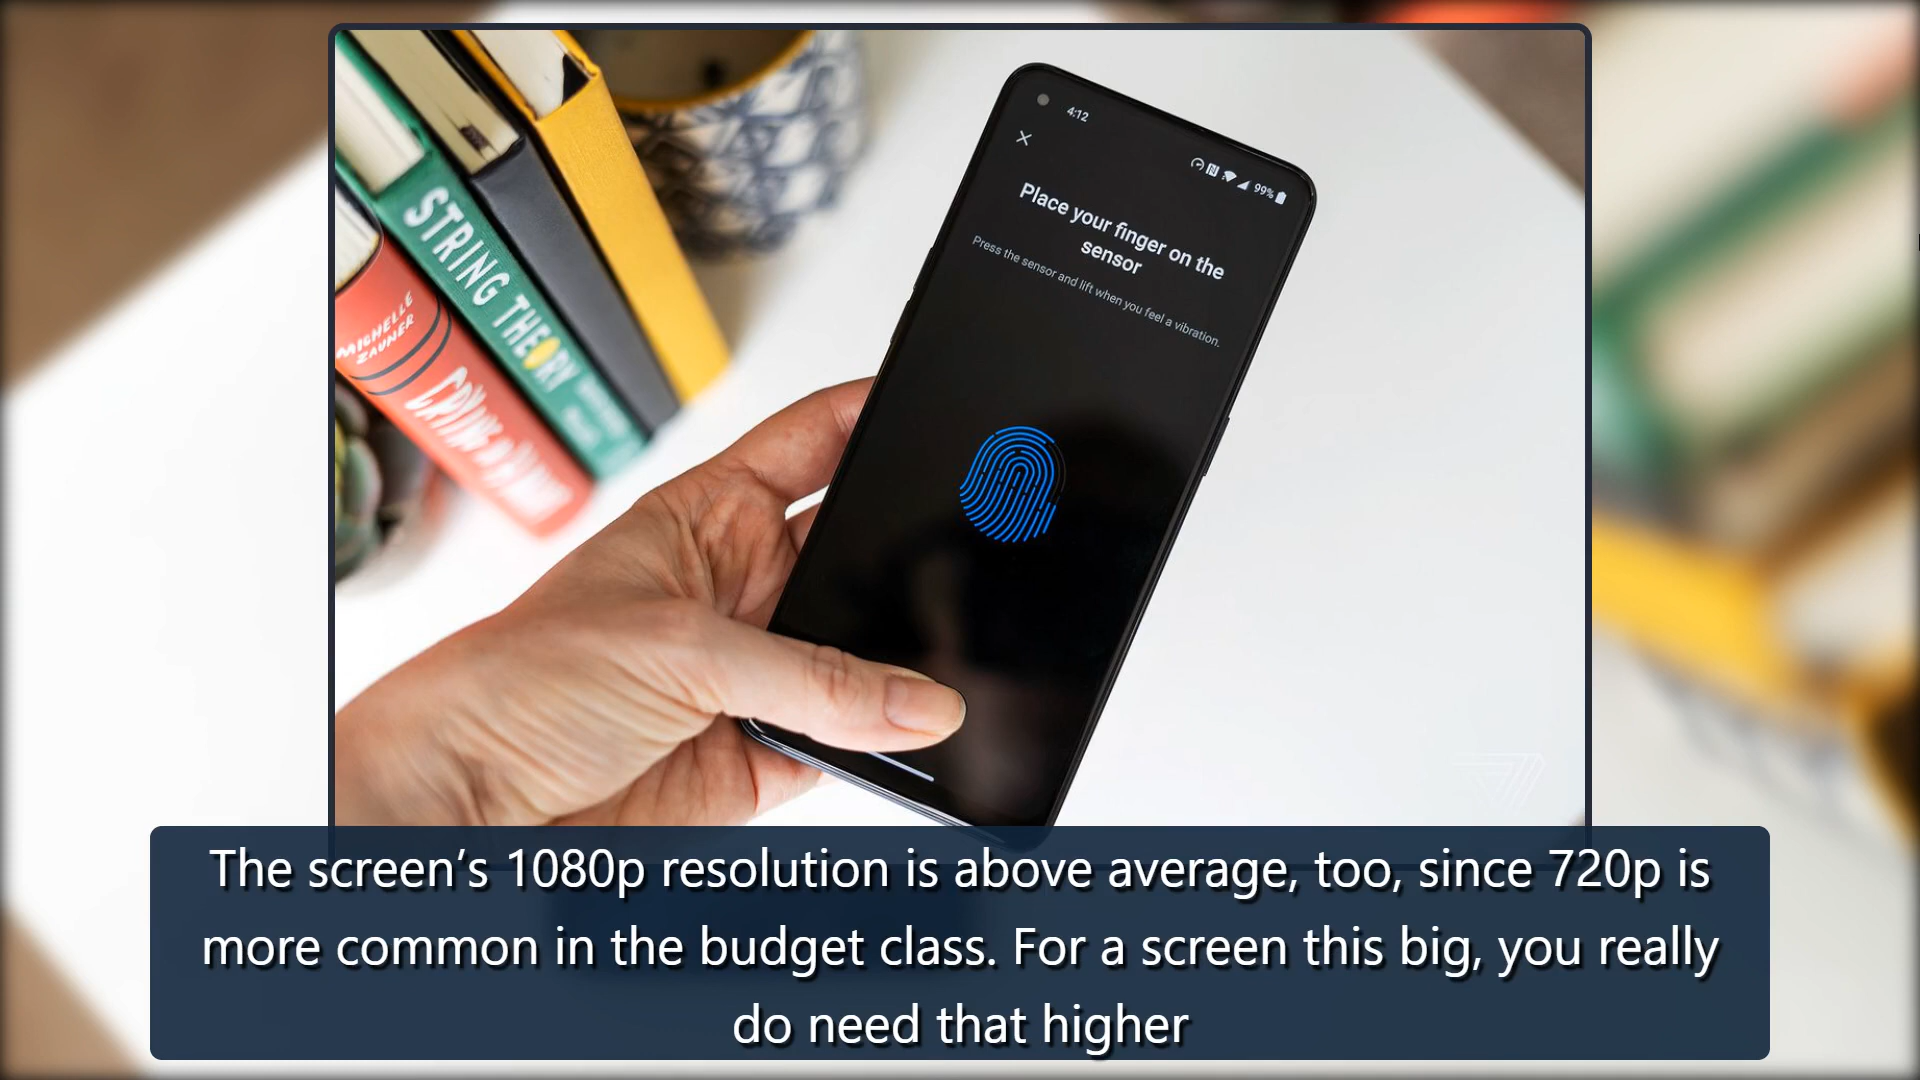 4:12
99%
Place your finger on the
sensor
Press the sensor and lift when you feel a vibration.
STRING THEORY
MICHELLE
ZAUNER
CRYING IN
The screen’s 1080p resolution is above average, too, since 720p is
more common in the budget class. For a screen this big, you really
do need that higher